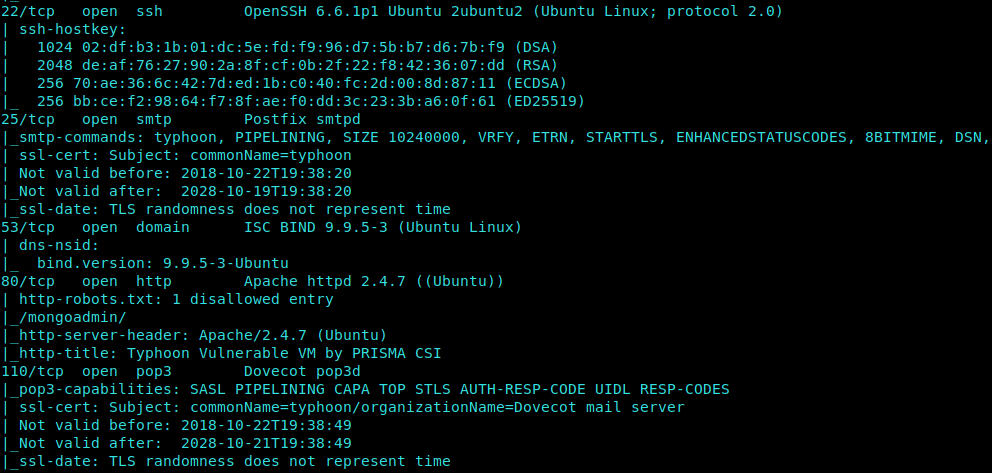 22/tcp   open  ssh         OpenSSH 6.6.1p1 Ubuntu 2ubuntu2 (Ubuntu Linux; protocol 2.0)
| ssh-hostkey:
|   1024 02:df:b3:1b:01:dc:5e:fd:f9:96:d7:5b:b7:d6:7b:f9 (DSA)
|   2048 de:af:76:27:90:2a:8f:cf:0b:2f:22:f8:42:36:07:dd (RSA)
|   256 70:ae:36:6c:42:7d:ed:1b:c0:40:fc:2d:00:8d:87:11 (ECDSA)
|_  256 bb:ce:f2:98:64:f7:8f:ae:f0:dd:3c:23:3b:a6:0f:61 (ED25519)
25/tcp   open  smtp        Postfix smtpd
|_smtp-commands: typhoon, PIPELINING, SIZE 10240000, VRFY, ETRN, STARTTLS, ENHANCEDSTATUSCODES, 8BITMIME, DSN,
| ssl-cert: Subject: commonName=typhoon
| Not valid before: 2018-10-22T19:38:20
|_Not valid after:  2028-10-19T19:38:20
|_ssl-date: TLS randomness does not represent time
53/tcp   open  domain      ISC BIND 9.9.5-3 (Ubuntu Linux)
| dns-nsid:
|_  bind.version: 9.9.5-3-Ubuntu
80/tcp   open  http        Apache httpd 2.4.7 ((Ubuntu))
| http-robots.txt: 1 disallowed entry
|_/mongoadmin/
|_http-server-header: Apache/2.4.7 (Ubuntu)
|_http-title: Typhoon Vulnerable VM by PRISMA CSI
110/tcp  open  pop3        Dovecot pop3d
|_pop3-capabilities: SASL PIPELINING CAPA TOP STLS AUTH-RESP-CODE UIDL RESP-CODES
| ssl-cert: Subject: commonName=typhoon/organizationName=Dovecot mail server
| Not valid before: 2018-10-22T19:38:49
|_Not valid after:  2028-10-21T19:38:49
|_ssl-date: TLS randomness does not represent time